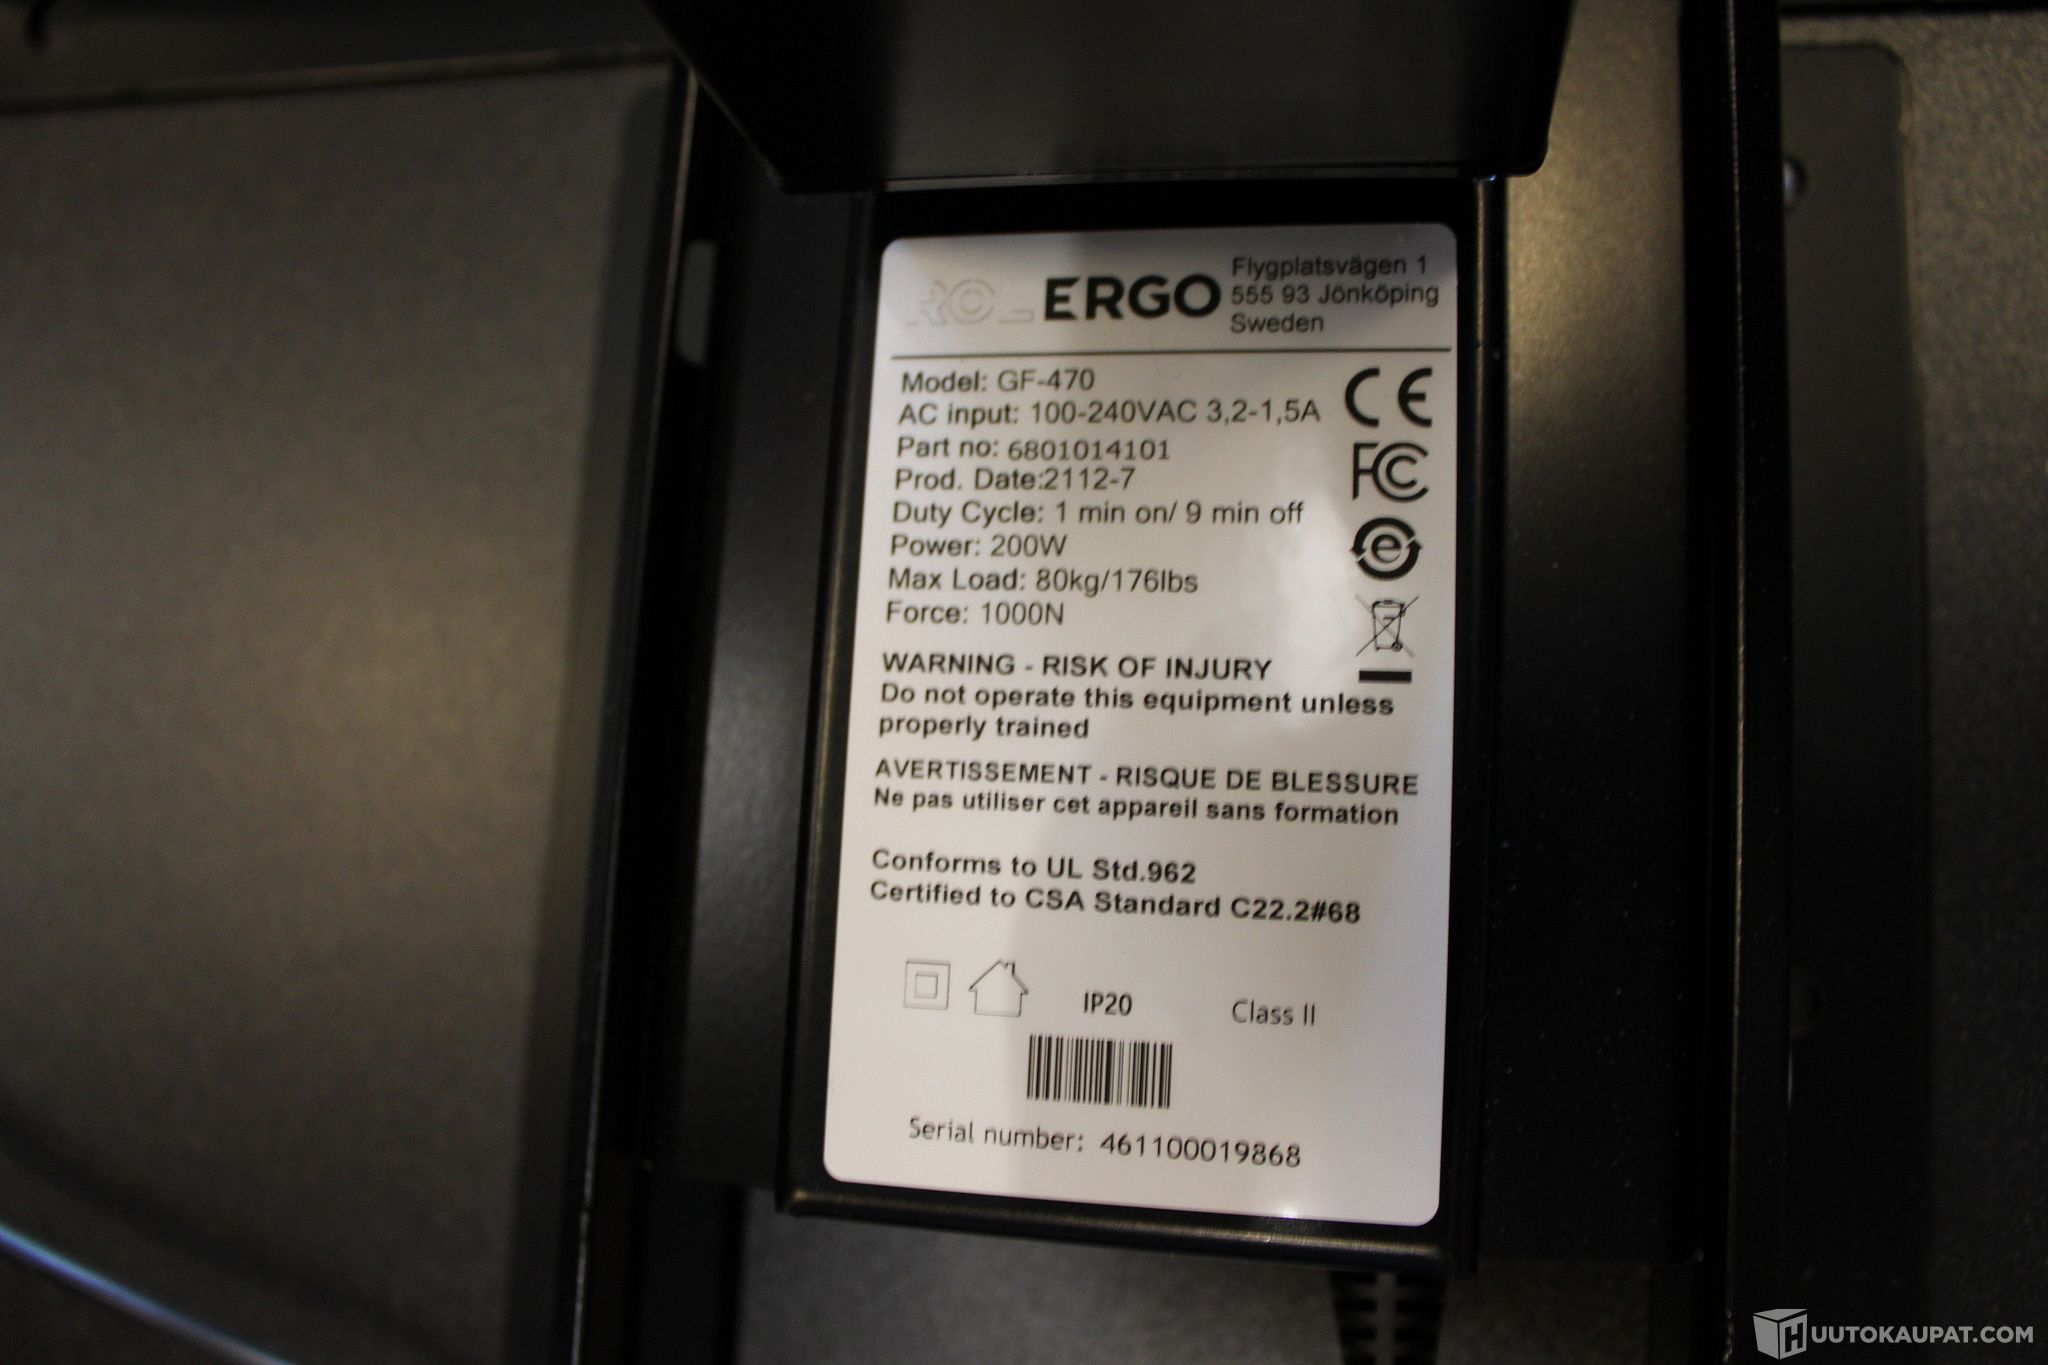 ROL ERGO
Flygplatsvägen 1
555 93 Jönköping
Sweden
Model: GF-470
AC input: 100-240VAC 3,2-1,5A
Part no: 6801014101
Prod. Date:2112-7
Duty Cycle: 1 min on/ 9 min off
Power: 200W
Max Load: 80kg/176lbs
Force: 1000N
CE
FC
e
WARNING - RISK OF INJURY
Do not operate this equipment unless
properly trained
AVERTISSEMENT - RISQUE DE BLESSURE
Ne pas utiliser cet appareil sans formation
Conforms to UL Std.962
Certified to CSA Standard C22.2#68
IP20 Class II
Serial number: 461100019868
HUUTOKAUPAT.COM